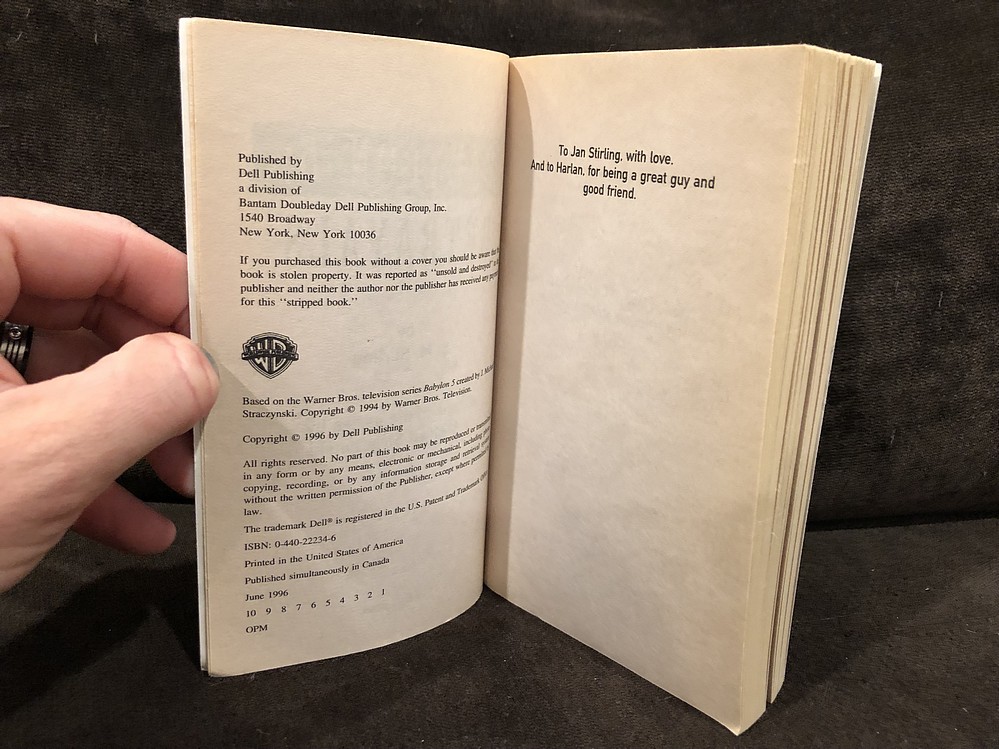 Published by
Dell Publishing
a division of
Bantam Doubleday Dell Publishing Group, Inc.
1540 Broadway
New York, New York 10036
If you purchased this book without a cover you should be aware that
book is stolen property. It was reported as "unsold and destroyed" to
publisher and neither the author nor the publisher has received any
for this "stripped book."
WB
Based on the Warner Bros. television series Babylon 5 created by J.
Straczynski. Copyright © 1994 by Warner Bros. Television.
Copyright © 1996 by Dell Publishing
All rights reserved. No part of this book may be reproduced or
in any form or by any means, electronic or mechanical, including
copying, recording, or by any information storage and retrieval
without the written permission of the Publisher, except where
law.
The trademark Dell® is registered in the U.S. Patent and Trademark
ISBN: 0-440-22234-6
Printed in the United States of America
Published simultaneously in Canada
June 1996
10 9 8 7 6 5 4 3 2 1
OPM
To Jan Stirling, with love.
And to Harlan, for being a great guy and
good friend.